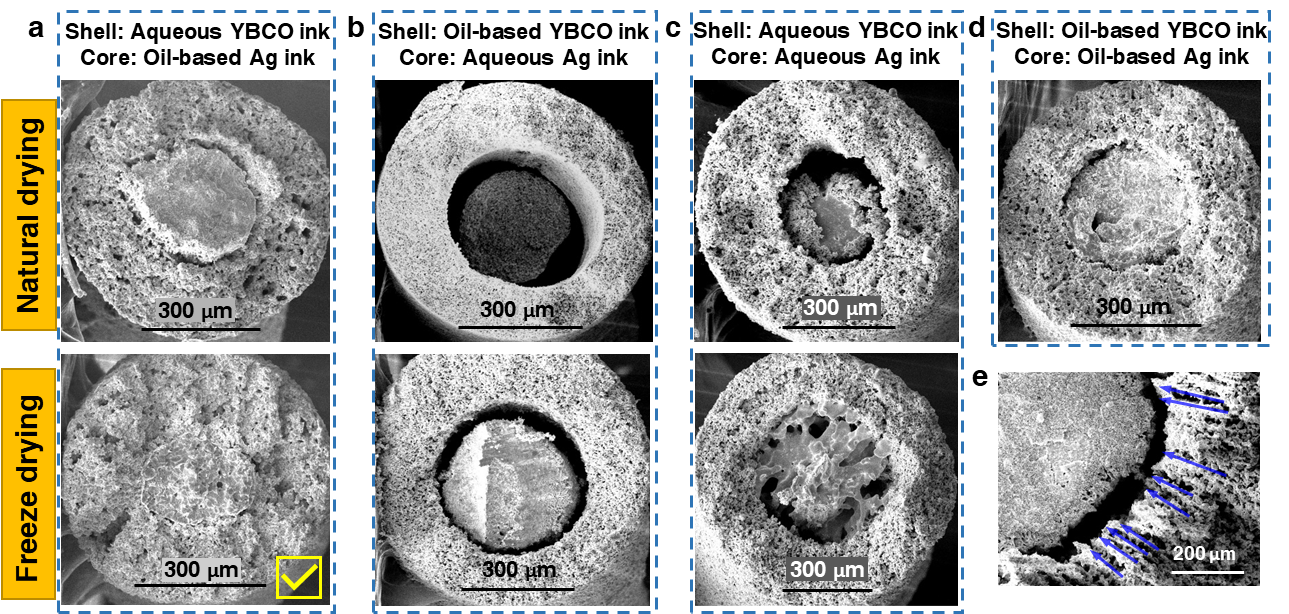 a
Shell: Aqueous YBCO ink
Core: Oil-based Ag ink
b
Shell: Oil-based YBCO ink
Core: Aqueous Ag ink
c
Shell: Aqueous YBCO ink
Core: Aqueous Ag ink
d
Shell: Oil-based YBCO ink
Core: Oil-based Ag ink
Natural drying
300 μm
300 μm
300 μm
300 μm
Freeze drying
300 μm
300 μm
300 μm
e
200 μm